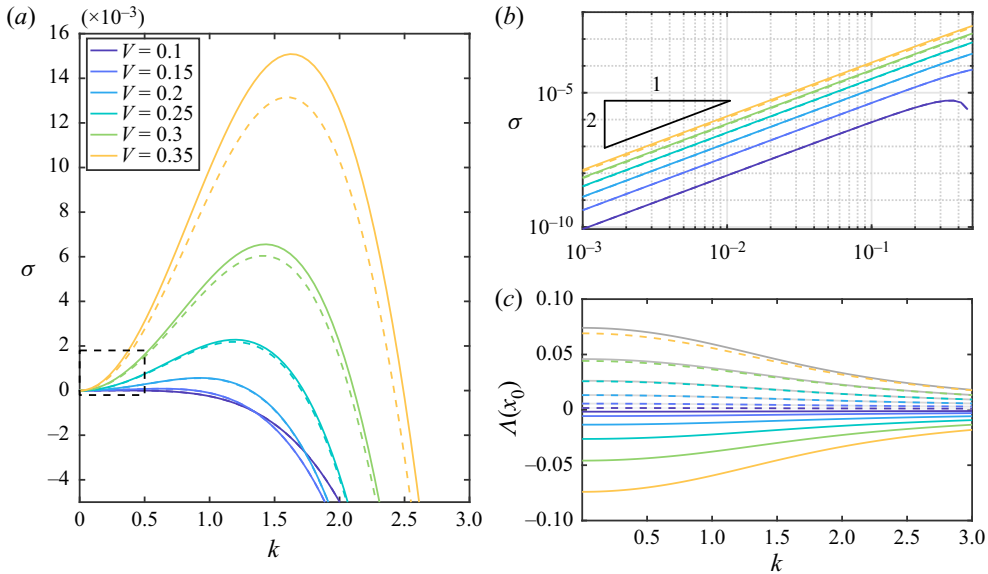 (a)
(×10⁻³)
16
14
12
10
8
6
4
2
0
−2
−4
σ
V = 0.1
V = 0.15
V = 0.2
V = 0.25
V = 0.3
V = 0.35
0
0.5
1.0
1.5
2.0
2.5
3.0
k
(b)
10⁻⁵
10⁻¹⁰
σ
1
2
10⁻³
10⁻²
10⁻¹
(c)
0.10
0.05
0
−0.05
−0.10
Λ(x₀)
0.5
1.0
1.5
2.0
2.5
3.0
k